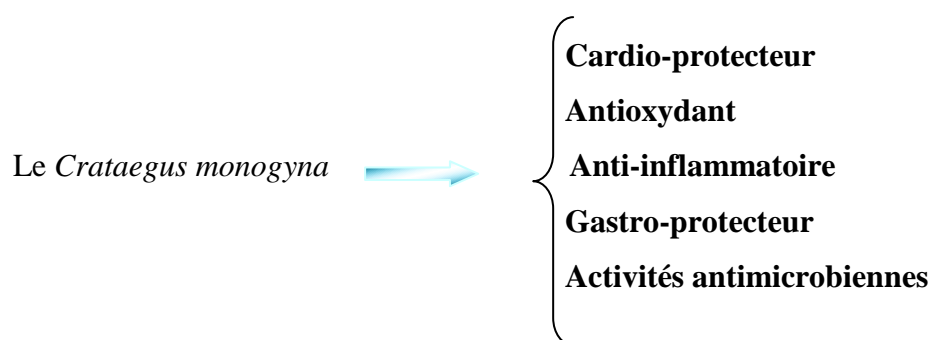 Cardio-protecteur
Antioxydant
Le Crataegus monogyna
Anti-inflammatoire
Gastro-protecteur
Activités antimicrobiennes